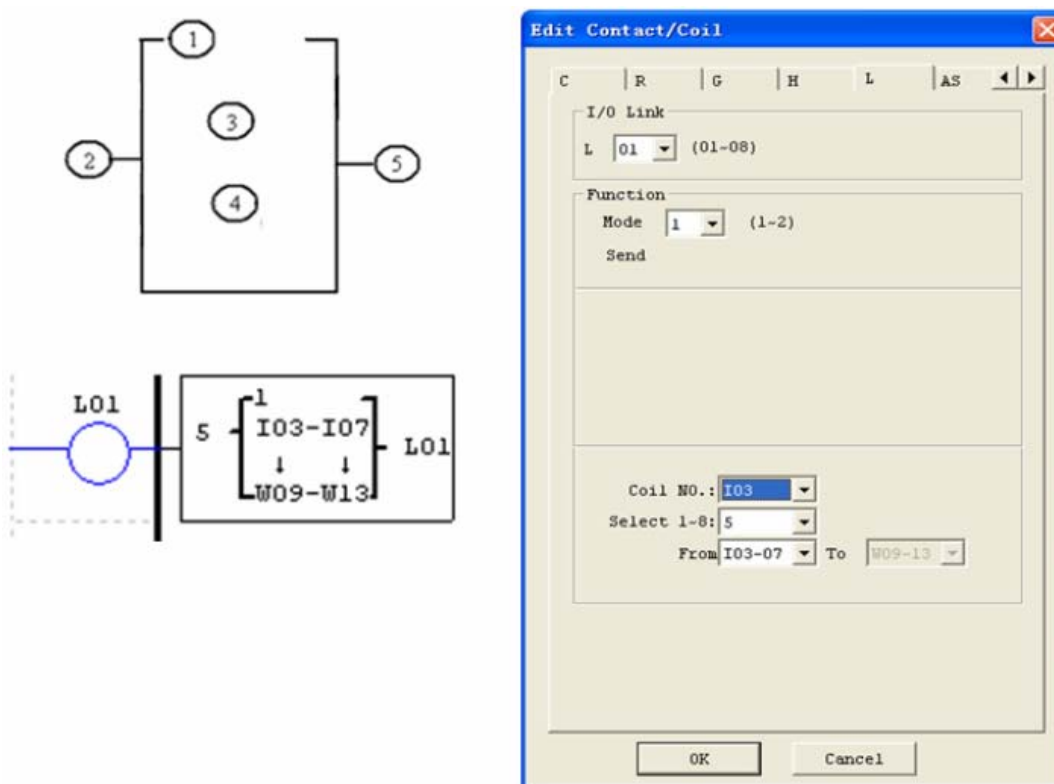 1
3
2
5
4
L01
5
1
I03-I07
↓ ↓
W09-W13
L01
Edit Contact/Coil
C R G H L AS
I/O Link
L 01 (01-08)
Function
Mode 1 (1-2)
Send
Coil NO.: I03
Select 1-8: 5
From I03-07 To W09-13
OK Cancel